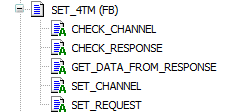 SET_4TM (FB)
CHECK_CHANNEL
CHECK_RESPONSE
GET_DATA_FROM_RESPONSE
SET_CHANNEL
SET_REQUEST